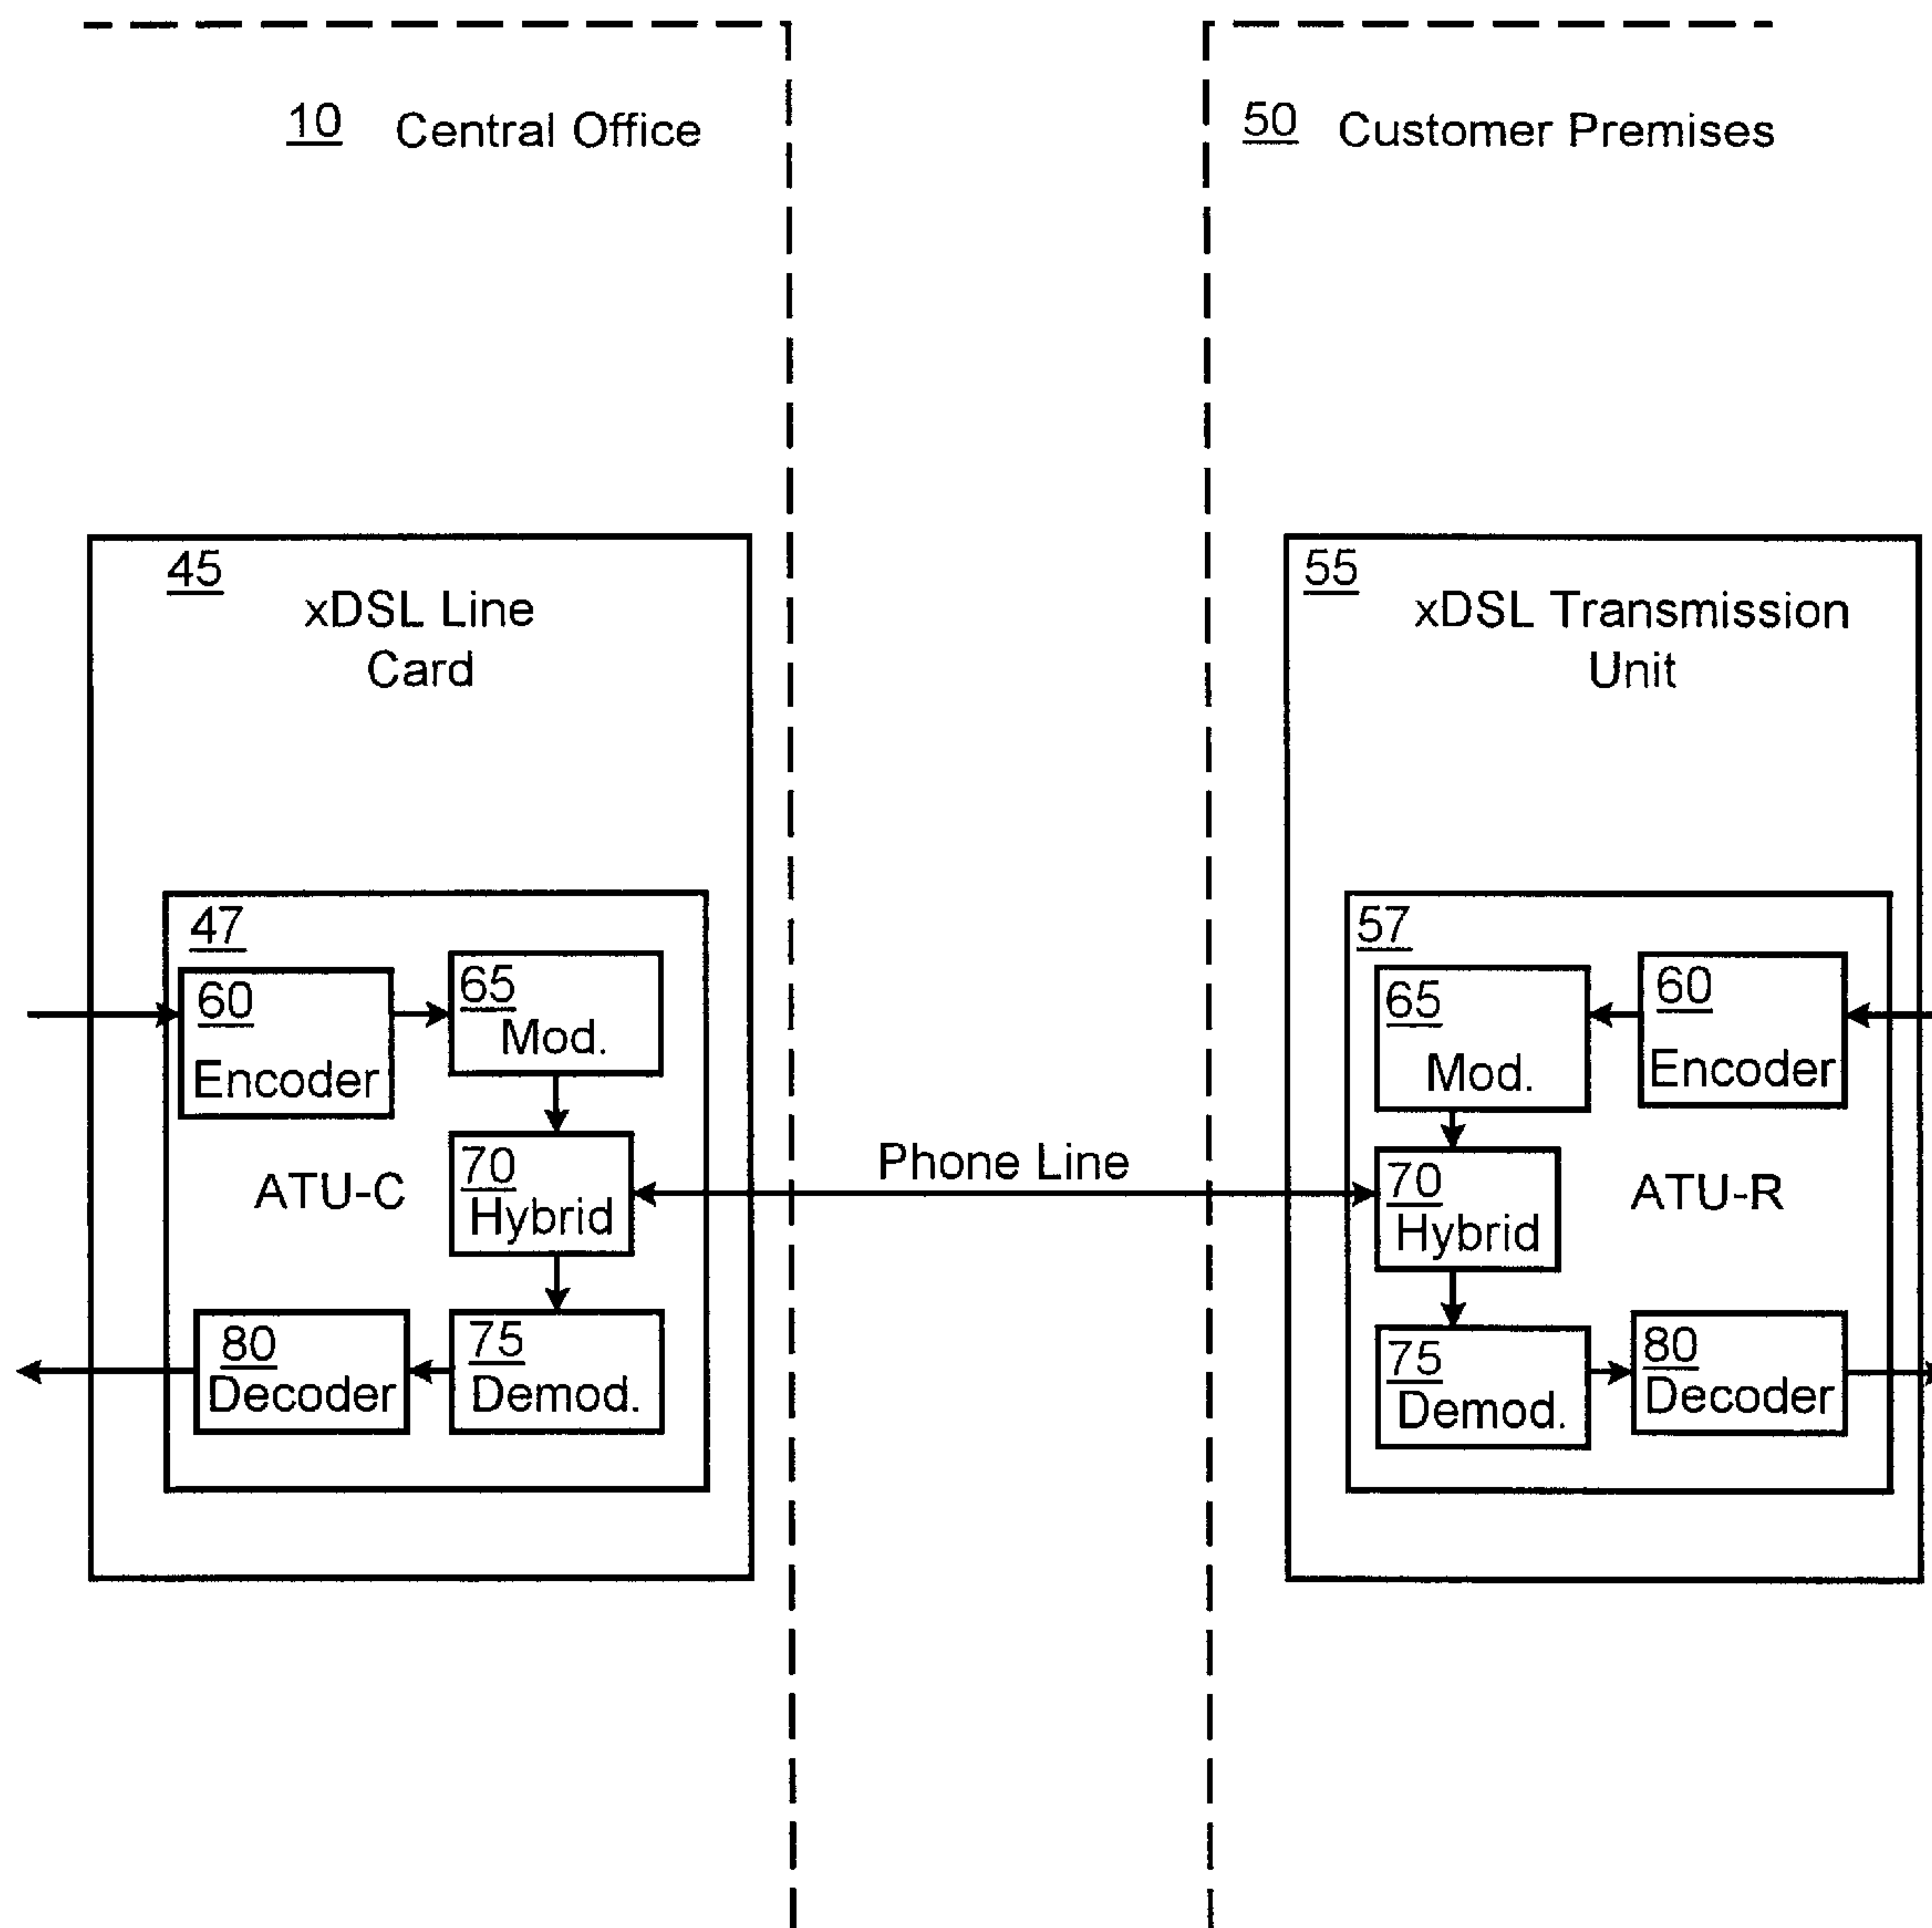 10 Central Office
50 Customer Premises
45
xDSL Line
Card
47
60
Encoder
65
Mod.
ATU-C
70
Hybrid
80
Decoder
75
Demod.
Phone Line
55
xDSL Transmission
Unit
57
65
Mod.
60
Encoder
70
Hybrid
ATU-R
75
Demod.
80
Decoder